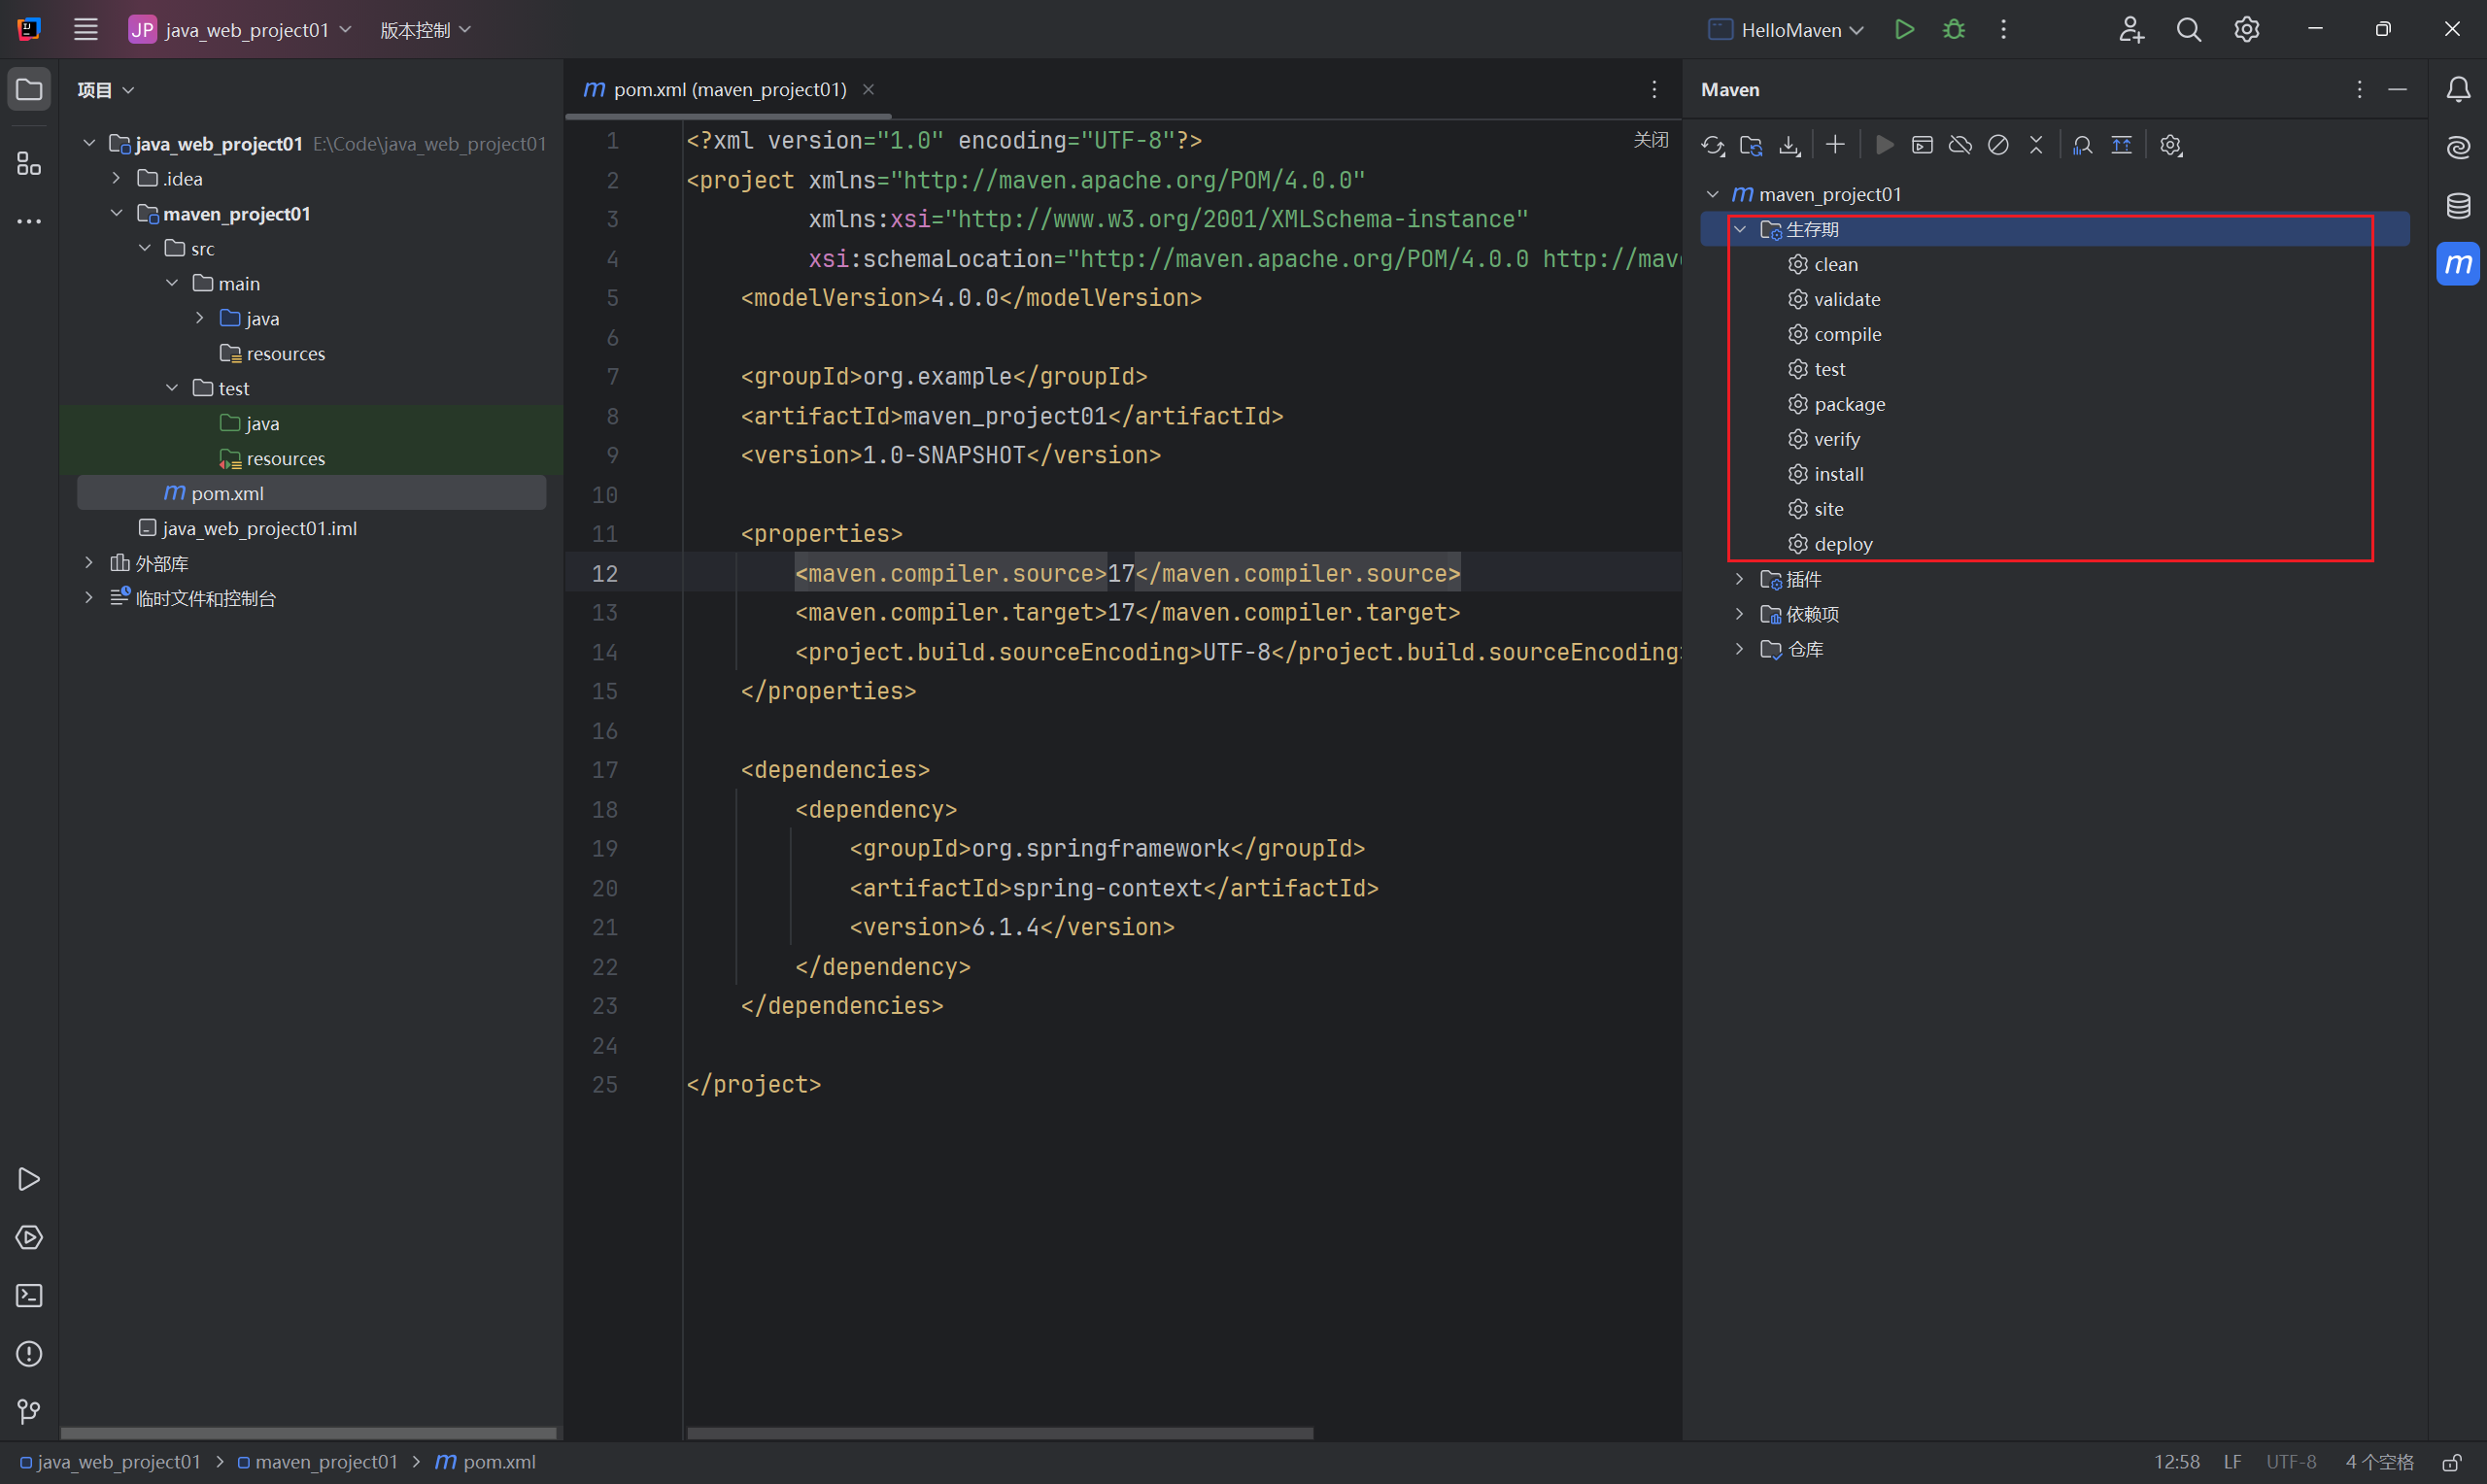 JP java_web_project01 版本控制 HelloMaven
项目
java_web_project01 E:\Code\java_web_project01
.idea
maven_project01
src
main
java
resources
test
java
resources
m pom.xml
java_web_project01.iml
外部库
临时文件和控制台
m pom.xml (maven_project01)
关闭
1 <?xml version="1.0" encoding="UTF-8"?>
2 <project xmlns="http://maven.apache.org/POM/4.0.0"
3 xmlns:xsi="http://www.w3.org/2001/XMLSchema-instance"
4 xsi:schemaLocation="http://maven.apache.org/POM/4.0.0 http://mav
5 <modelVersion>4.0.0</modelVersion>
6
7 <groupId>org.example</groupId>
8 <artifactId>maven_project01</artifactId>
9 <version>1.0-SNAPSHOT</version>
10
11 <properties>
12 <maven.compiler.source>17</maven.compiler.source>
13 <maven.compiler.target>17</maven.compiler.target>
14 <project.build.sourceEncoding>UTF-8</project.build.sourceEncoding
15 </properties>
16
17 <dependencies>
18 <dependency>
19 <groupId>org.springframework</groupId>
20 <artifactId>spring-context</artifactId>
21 <version>6.1.4</version>
22 </dependency>
23 </dependencies>
24
25 </project>
Maven
m maven_project01
生存期
clean
validate
compile
test
package
verify
install
site
deploy
插件
依赖项
仓库
m
java_web_project01 > maven_project01 > m pom.xml
12:58 LF UTF-8 4 个空格